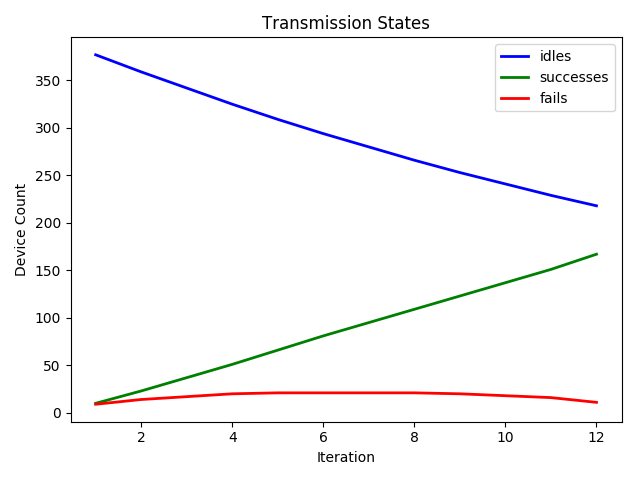 Transmission States
idles
successes
fails
Device Count
350
300
250
200
150
100
50
0
2 4 6 8 10 12
Iteration